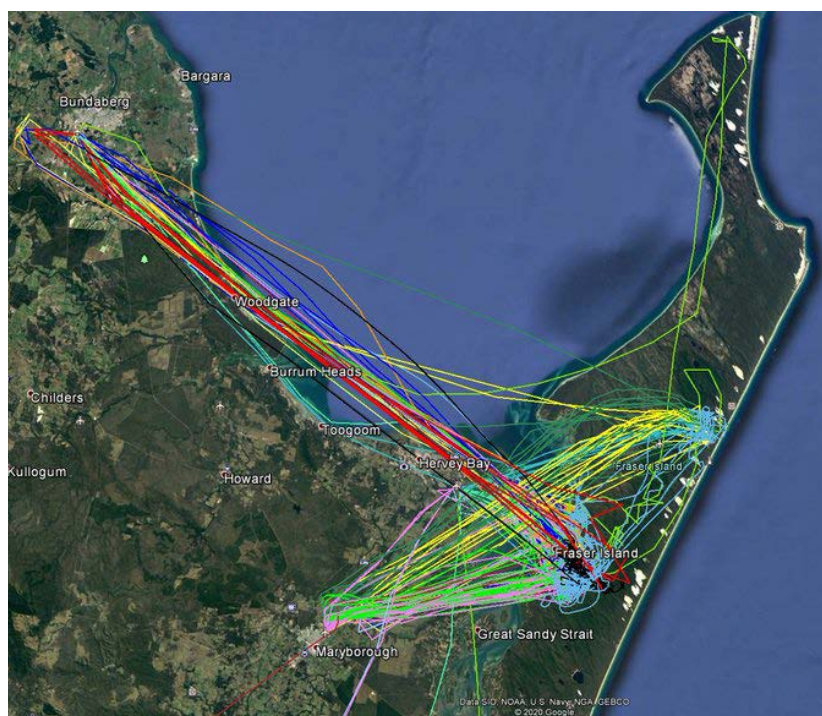 Bargara
Bundaberg
Woodgate
Burrum Heads
Childers
Toogoom
Hervey Bay
Kullogum
Howard
Fraser Island
Fraser Island
Great Sandy Strait
Maryborough
Data SIO, NOAA, U.S. Navy, NGA, GEBCO
© 2020 Google